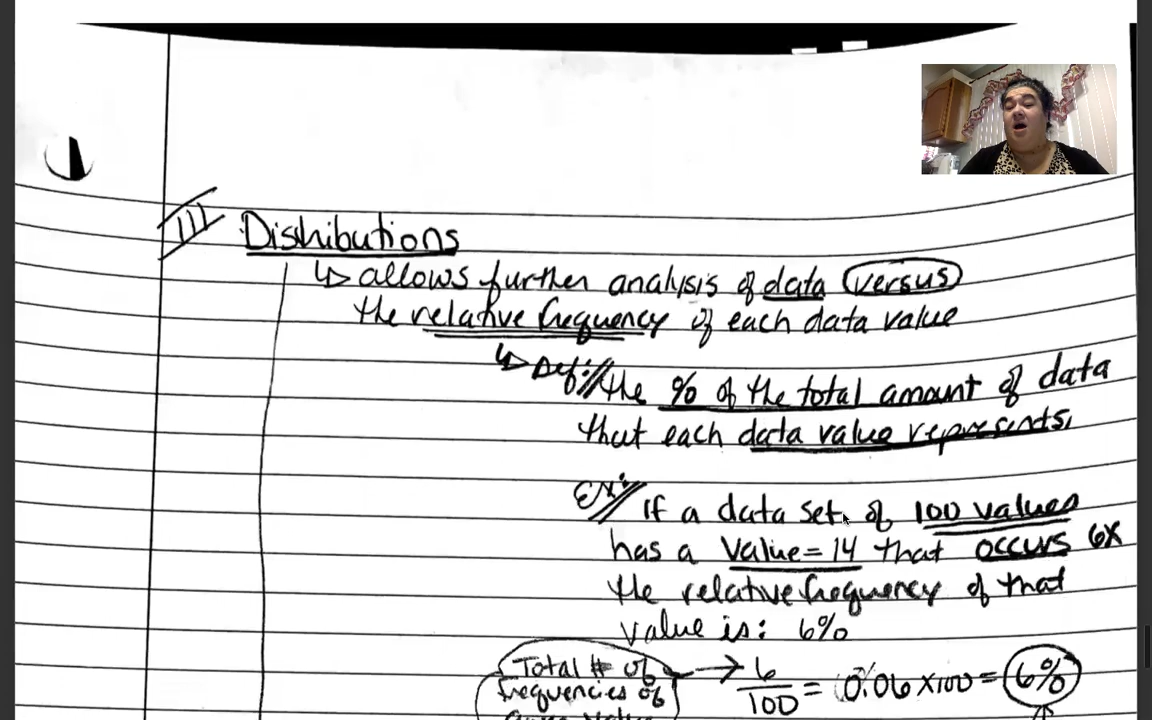 III Distributions
↳ allows further analysis of data versus
the relative frequency of each data value
↳ Def:// the % of the total amount of data
that each data value represents.
Ex:// If a data set of 100 values
has a value = 14 that occurs 6X
the relative frequency of that
value is: 6%
Total # of → 6/100 = 0.06 x 100 = 6%
frequencies of